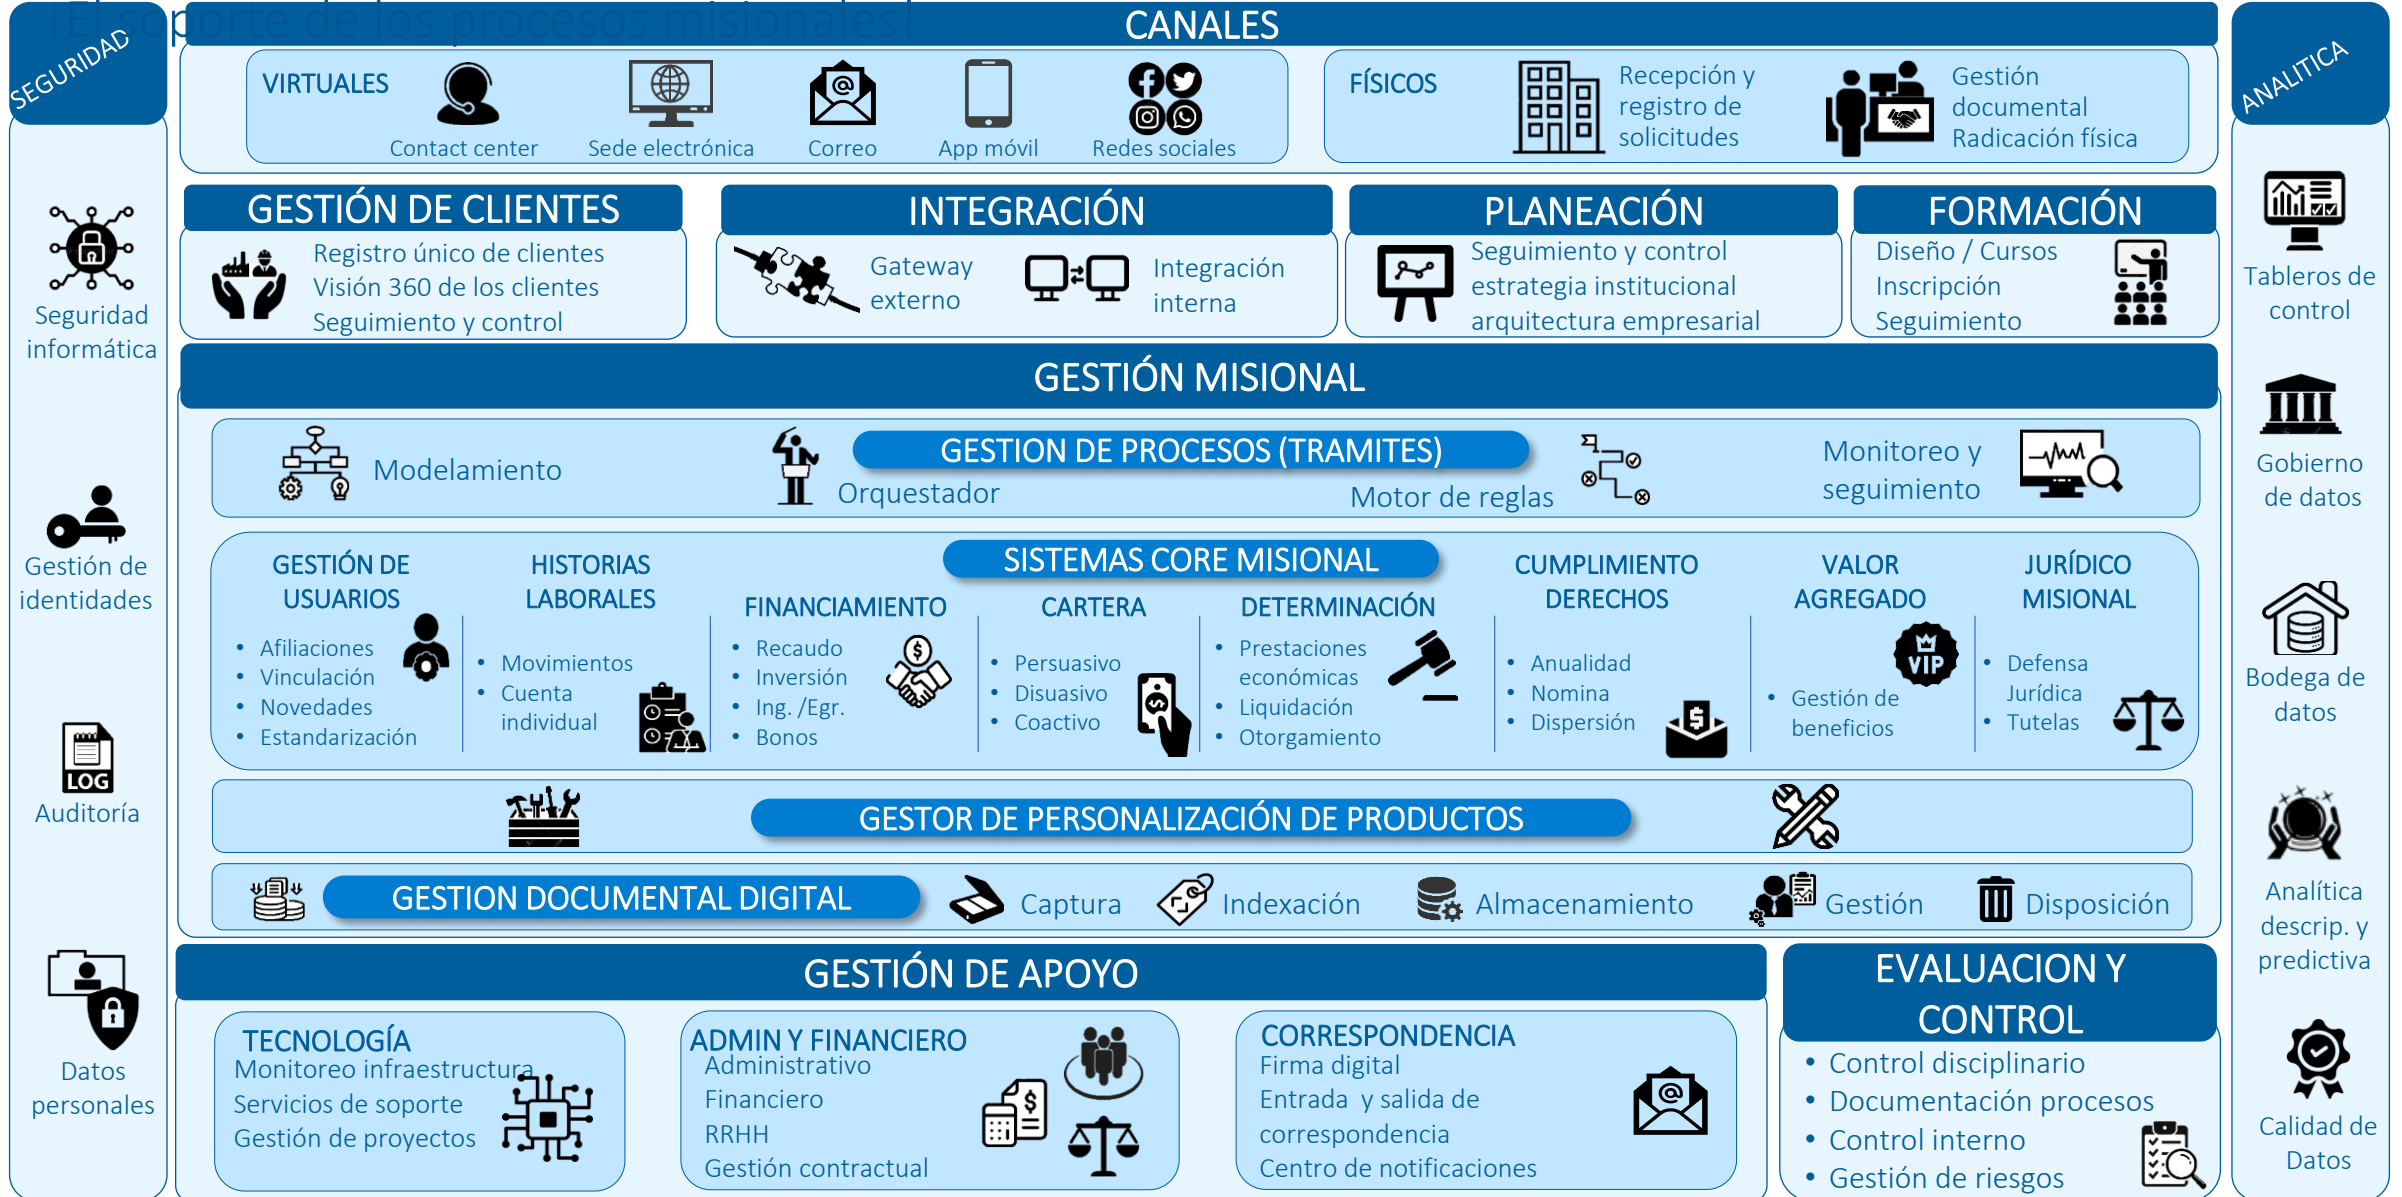 ¡El soporte de los procesos misionales!
SEGURIDAD
Seguridad
informática
Gestión de
identidades
LOG
Auditoría
Datos
personales
CANALES
VIRTUALES
Contact center
Sede electrónica
@
Correo
App móvil
Redes sociales
FÍSICOS
Recepción y
registro de
solicitudes
Gestión
documental
Radicación física
GESTIÓN DE CLIENTES
Registro único de clientes
Visión 360 de los clientes
Seguimiento y control
INTEGRACIÓN
Gateway
externo
Integración
interna
PLANEACIÓN
Seguimiento y control
estrategia institucional
arquitectura empresarial
FORMACIÓN
Diseño / Cursos
Inscripción
Seguimiento
GESTIÓN MISIONAL
GESTION DE PROCESOS (TRAMITES)
Modelamiento
Orquestador
Motor de reglas
Monitoreo y
seguimiento
SISTEMAS CORE MISIONAL
GESTIÓN DE
USUARIOS
• Afiliaciones
• Vinculación
• Novedades
• Estandarización
HISTORIAS
LABORALES
• Movimientos
• Cuenta
individual
FINANCIAMIENTO
• Recaudo
• Inversión
• Ing. /Egr.
• Bonos
$
CARTERA
• Persuasivo
• Disuasivo
• Coactivo
$
DETERMINACIÓN
• Prestaciones
económicas
• Liquidación
• Otorgamiento
CUMPLIMIENTO
DERECHOS
• Anualidad
• Nomina
• Dispersión
$
VALOR
AGREGADO
VIP
• Gestión de
beneficios
JURÍDICO
MISIONAL
• Defensa
Jurídica
• Tutelas
GESTOR DE PERSONALIZACIÓN DE PRODUCTOS
GESTION DOCUMENTAL DIGITAL
Captura
Indexación
Almacenamiento
Gestión
Disposición
GESTIÓN DE APOYO
TECNOLOGÍA
Monitoreo infraestructura
Servicios de soporte
Gestión de proyectos
ADMIN Y FINANCIERO
Administrativo
Financiero
RRHH
Gestión contractual
$
CORRESPONDENCIA
Firma digital
Entrada  y salida de
correspondencia
Centro de notificaciones
@
EVALUACION Y
CONTROL
• Control disciplinario
• Documentación procesos
• Control interno
• Gestión de riesgos
ANALITICA
Tableros de
control
Gobierno
de datos
Bodega de
datos
Analítica
descrip. y
predictiva
Calidad de
Datos